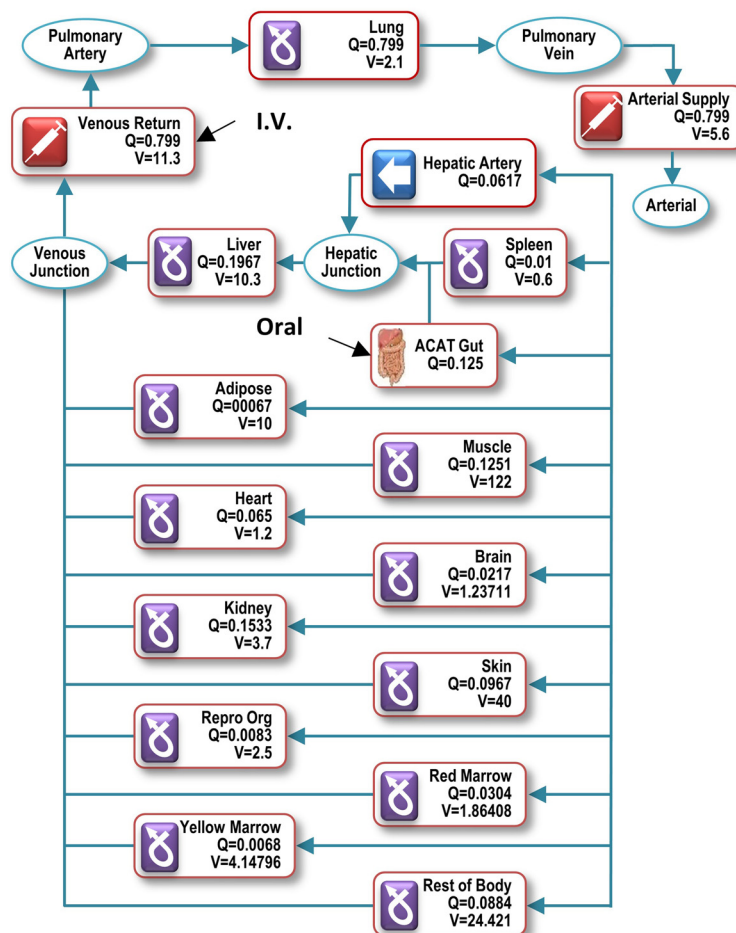 Pulmonary
Artery
Lung
Q=0.799
V=2.1
Pulmonary
Vein
Venous Return
Q=0.799
V=11.3
I.V.
Arterial Supply
Q=0.799
V=5.6
Hepatic Artery
Q=0.0617
Arterial
Venous
Junction
Liver
Q=0.1967
V=10.3
Hepatic
Junction
Spleen
Q=0.01
V=0.6
Oral
ACAT Gut
Q=0.125
Adipose
Q=00067
V=10
Muscle
Q=0.1251
V=122
Heart
Q=0.065
V=1.2
Brain
Q=0.0217
V=1.23711
Kidney
Q=0.1533
V=3.7
Skin
Q=0.0967
V=40
Repro Org
Q=0.0083
V=2.5
Red Marrow
Q=0.0304
V=1.86408
Yellow Marrow
Q=0.0068
V=4.14796
Rest of Body
Q=0.0884
V=24.421